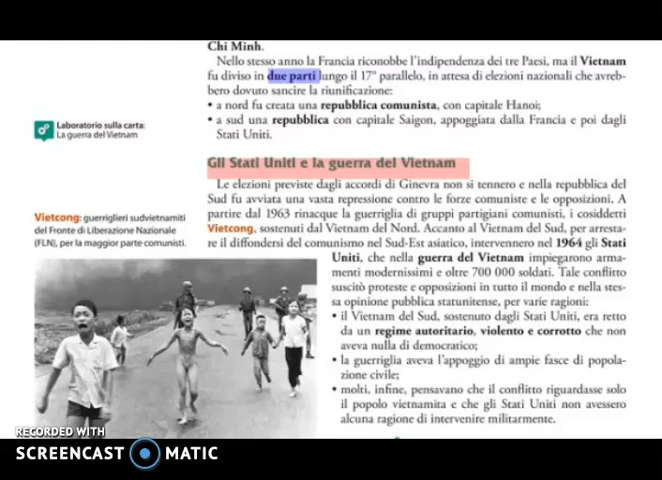 Chi Minh.
Nello stesso anno la Francia riconobbe l'indipendenza dei tre Paesi, ma il Vietnam
fu diviso in due parti lungo il 17° parallelo, in attesa di elezioni nazionali che avreb-
bero dovuto sancire la riunificazione:
• a nord fu creata una repubblica comunista, con capitale Hanoi;
• a sud una repubblica con capitale Saigon, appoggiata dalla Francia e poi dagli
Stati Uniti.
Laboratorio sulla carta:
La guerra del Vietnam
Gli Stati Uniti e la guerra del Vietnam
Le elezioni previste dagli accordi di Ginevra non si tennero e nella repubblica del
Sud fu avviata una vasta repressione contro le forze comuniste e le opposizioni. A
partire dal 1963 rinacque la guerriglia di gruppi partigiani comunisti, i cosiddetti
Vietcong, sostenuti dal Vietnam del Nord. Accanto al Vietnam del Sud, per arresta-
re il diffondersi del comunismo nel Sud-Est asiatico, intervennero nel 1964 gli Stati
Uniti, che nella guerra del Vietnam impiegarono arma-
menti modernissimi e oltre 700 000 soldati. Tale conflitto
suscitò proteste e opposizioni in tutto il mondo e nella stes-
sa opinione pubblica statunitense, per varie ragioni:
• il Vietnam del Sud, sostenuto dagli Stati Uniti, era retto
da un regime autoritario, violento e corrotto che non
aveva nulla di democratico;
• la guerriglia aveva l'appoggio di ampie fasce di popola-
zione civile;
• molti, infine, pensavano che il conflitto riguardasse solo
il popolo vietnamita e che gli Stati Uniti non avessero
alcuna ragione di intervenire militarmente.
Vietcong: guerriglieri sudvietnamiti
del Fronte di Liberazione Nazionale
(FLN), per la maggior parte comunisti.
RECORDED WITH
SCREENCAST MATIC